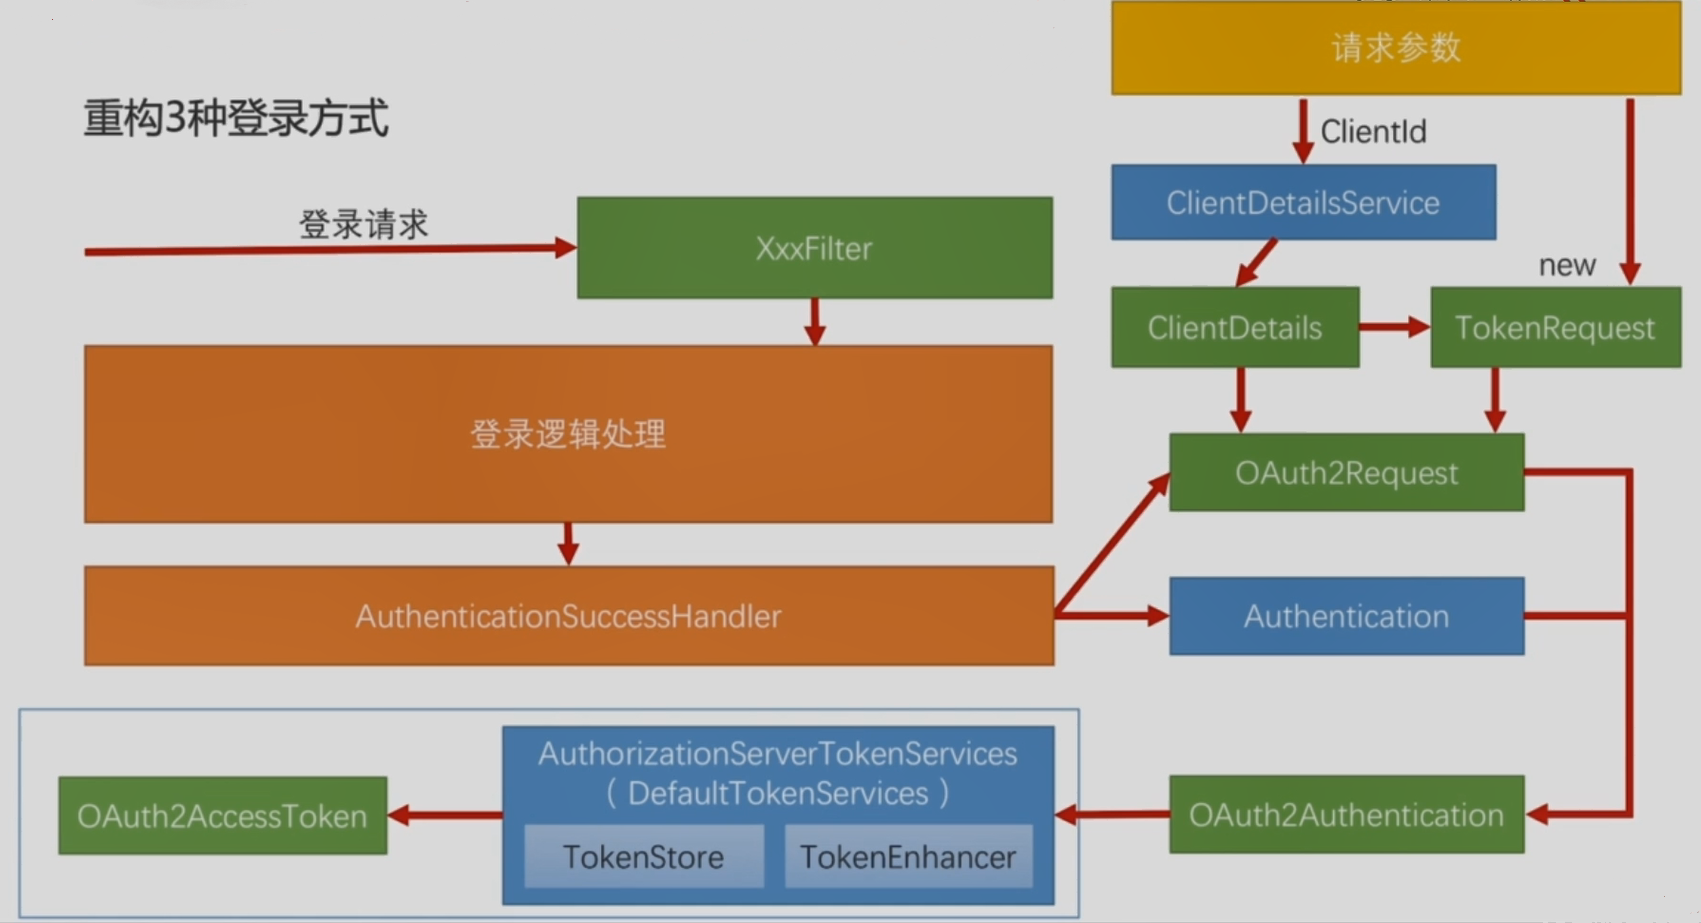 请求参数
重构3种登录方式
ClientId
ClientDetailsService
登录请求
XxxFilter
new
ClientDetails
TokenRequest
登录逻辑处理
OAuth2Request
AuthenticationSuccessHandler
Authentication
AuthorizationServerTokenServices
（ DefaultTokenServices ）
OAuth2AccessToken
OAuth2Authentication
TokenStore
TokenEnhancer